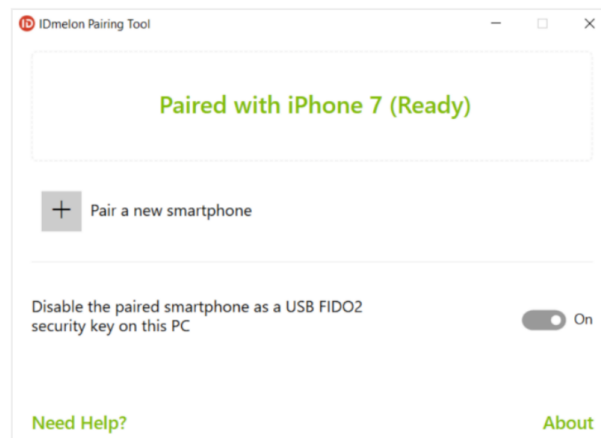 IDmelon Pairing Tool
Paired with iPhone 7 (Ready)
Pair a new smartphone
Disable the paired smartphone as a USB FIDO2
security key on this PC
On
Need Help?
About